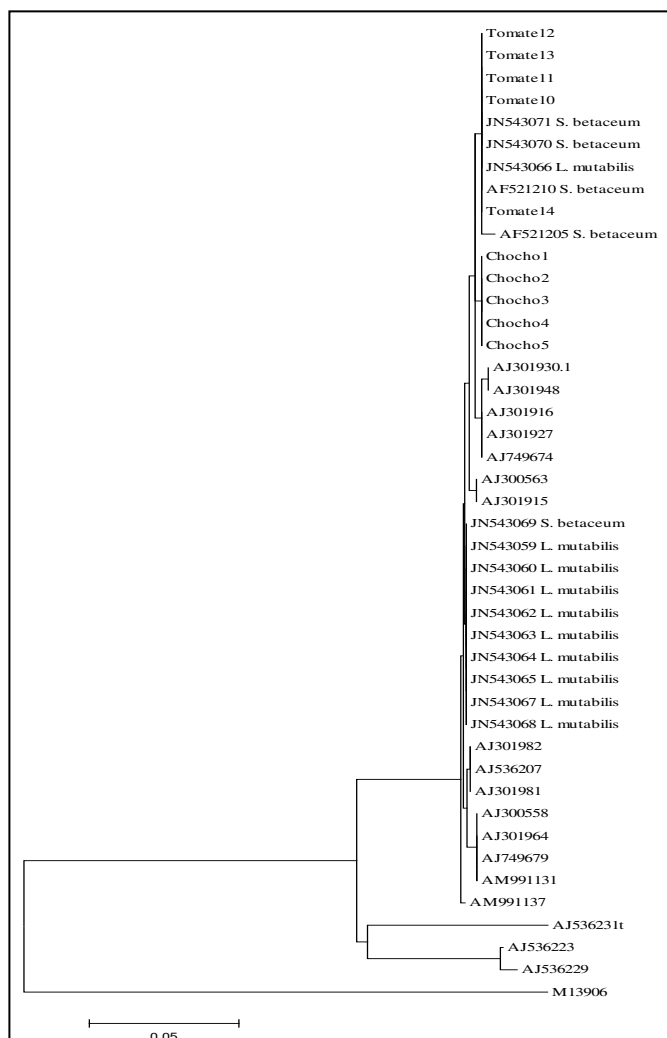 Tomate12
Tomate13
Tomate11
Tomate10
JN543071 S. betaceum
JN543070 S. betaceum
JN543066 L. mutabilis
AF521210 S. betaceum
Tomate14
AF521205 S. betaceum
Chocho1
Chocho2
Chocho3
Chocho4
Chocho5
AJ301930.1
AJ301948
AJ301916
AJ301927
AJ749674
AJ300563
AJ301915
JN543069 S. betaceum
JN543059 L. mutabilis
JN543060 L. mutabilis
JN543061 L. mutabilis
JN543062 L. mutabilis
JN543063 L. mutabilis
JN543064 L. mutabilis
JN543065 L. mutabilis
JN543067 L. mutabilis
JN543068 L. mutabilis
AJ301982
AJ536207
AJ301981
AJ300558
AJ301964
AJ749679
AM991131
AM991137
AJ536231t
AJ536223
AJ536229
M13906
0.05